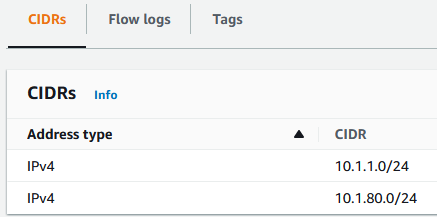 CIDRs Flow logs Tags
CIDRs Info
Address type CIDR
IPv4 10.1.1.0/24
IPv4 10.1.80.0/24